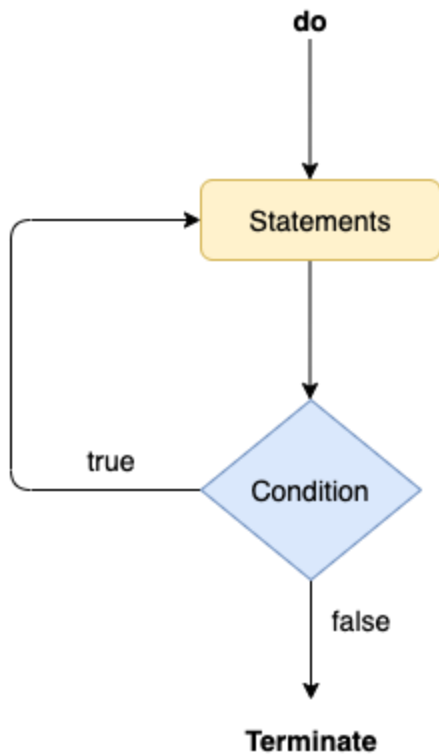 do
Statements
true
Condition
false
Terminate